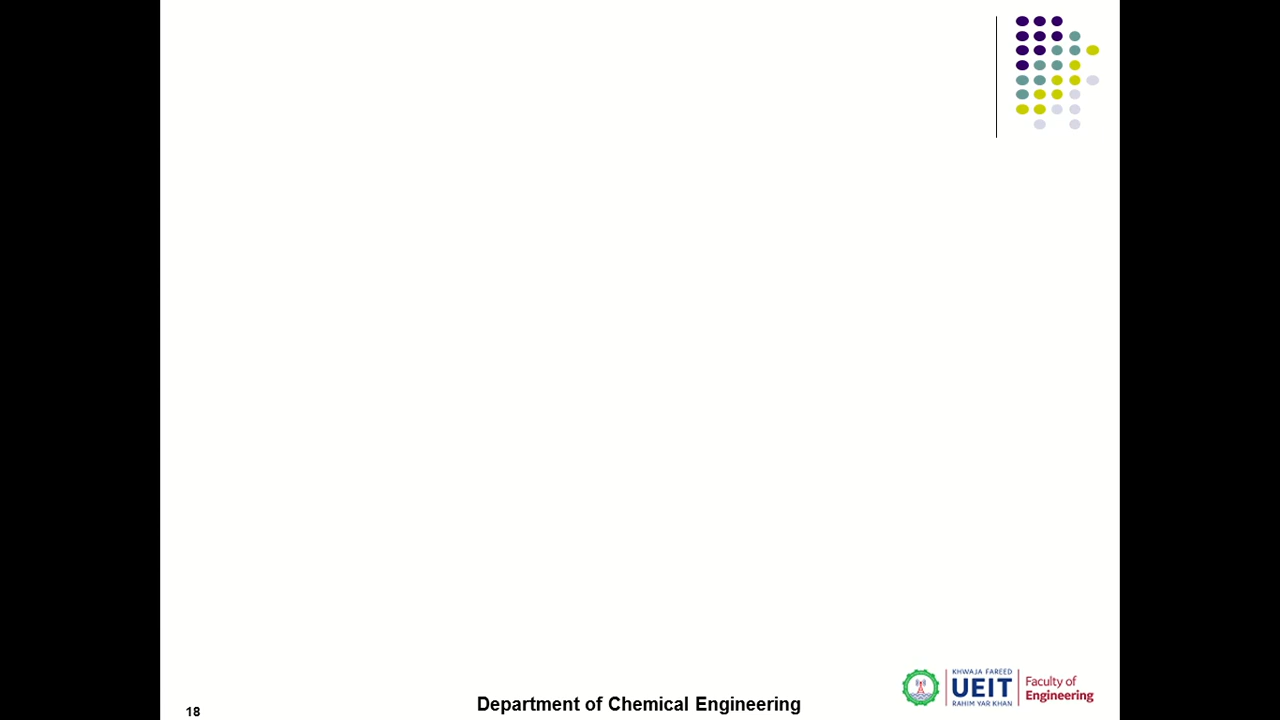 18
Department of Chemical Engineering
KHWAJA FAREED
UEIT
RAHIM YAR KHAN
Faculty of
Engineering